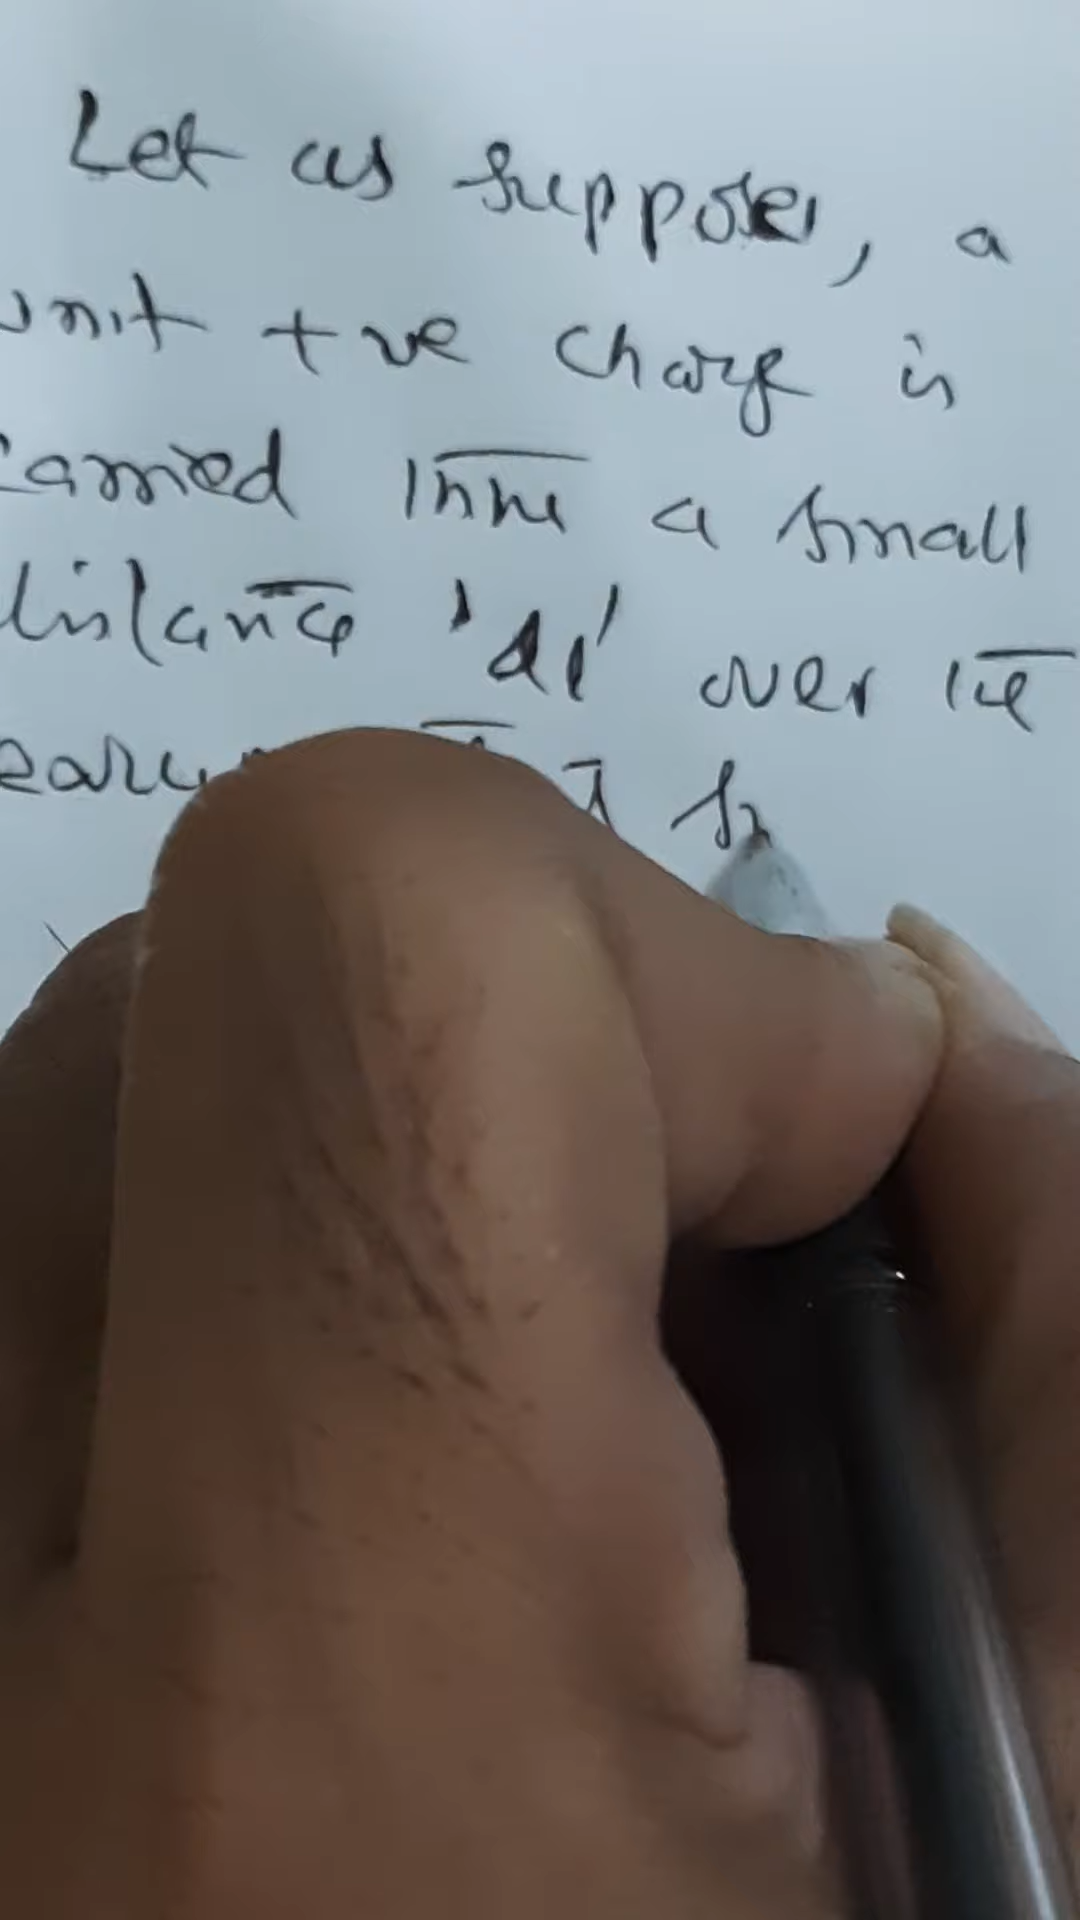 Let us suppose, a
unit +ve charge is
carried thru a small
distance 'dl' over the